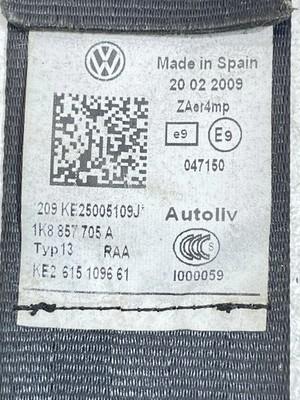 Made in Spain
20 02 2009
ZAer4mp
e9 E9
047150
209 KE25005109J*
1K8 857 705 A
Typ13 RAA
KE2 615 1096 61
Autoliv
CCC S
I000059